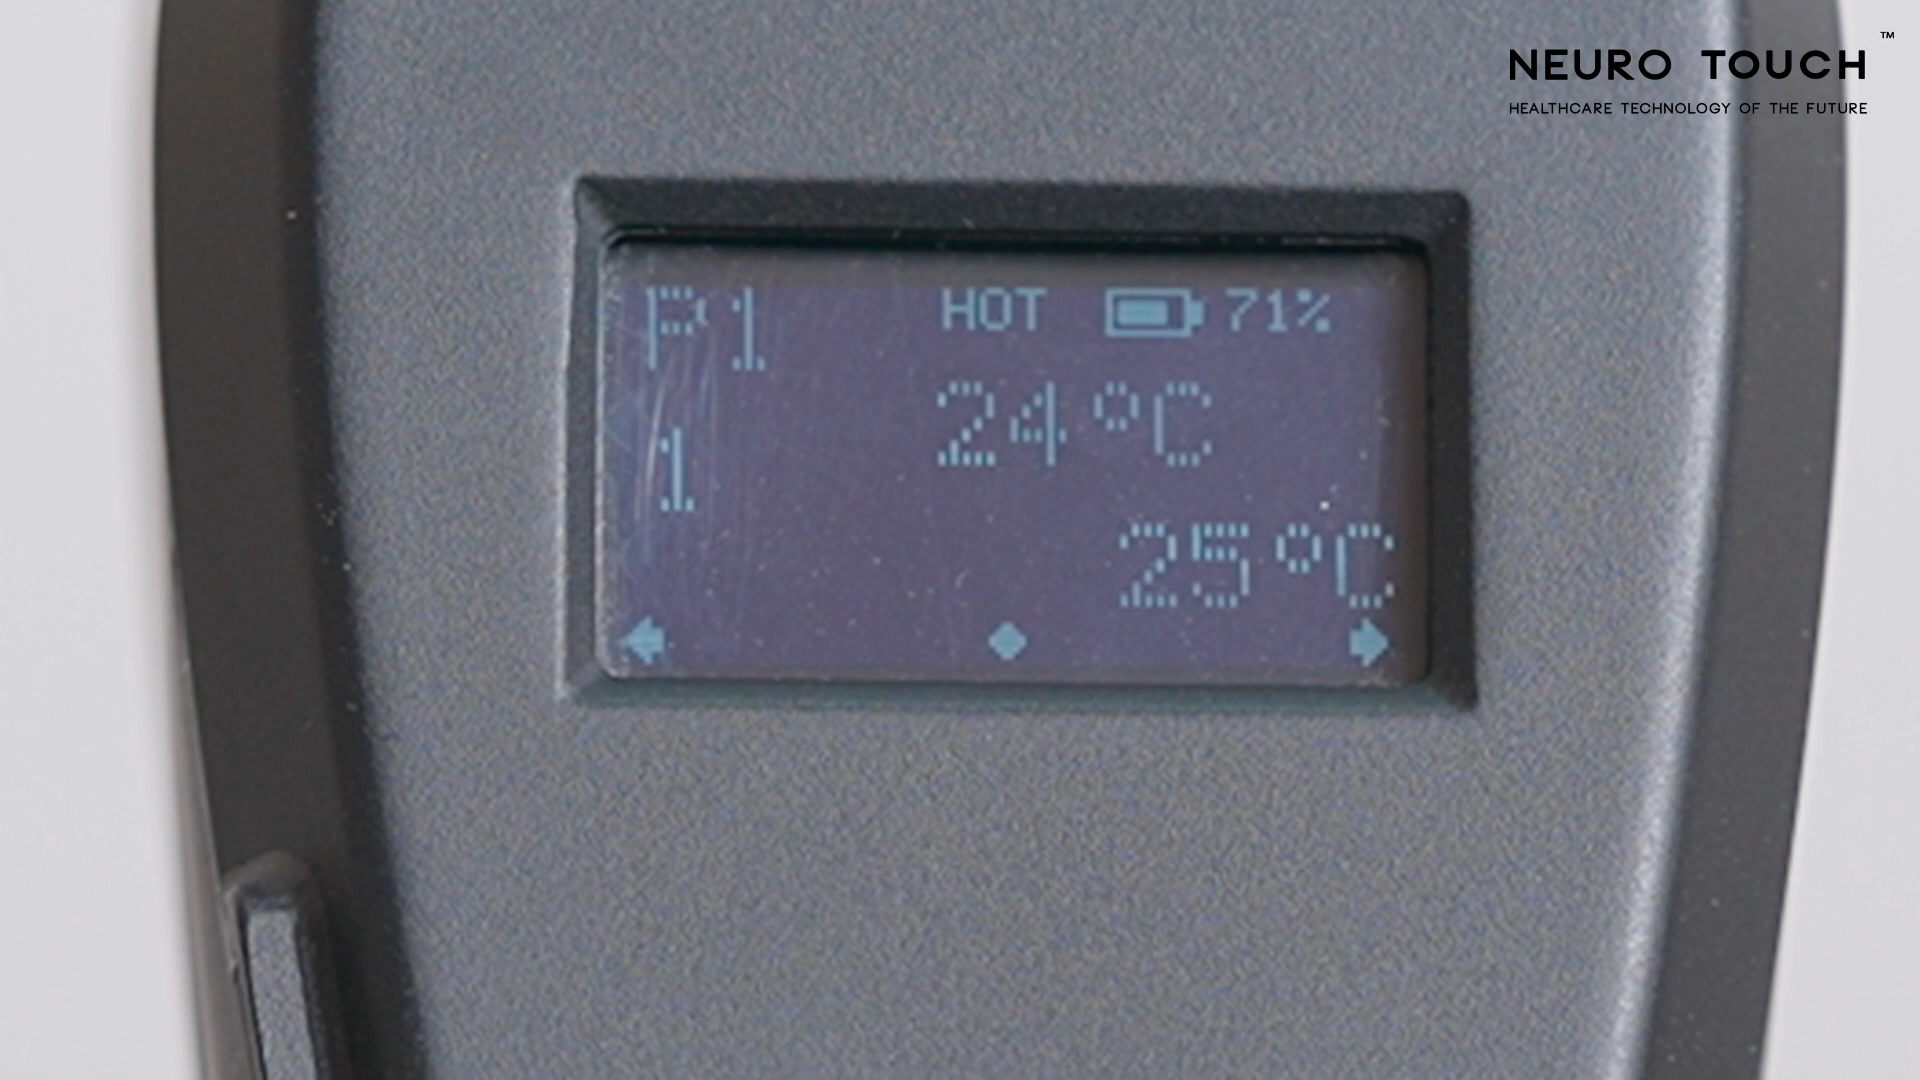 NEURO TOUCH™
HEALTHCARE TECHNOLOGY OF THE FUTURE
P1 HOT 71%
24°C
1
25°C